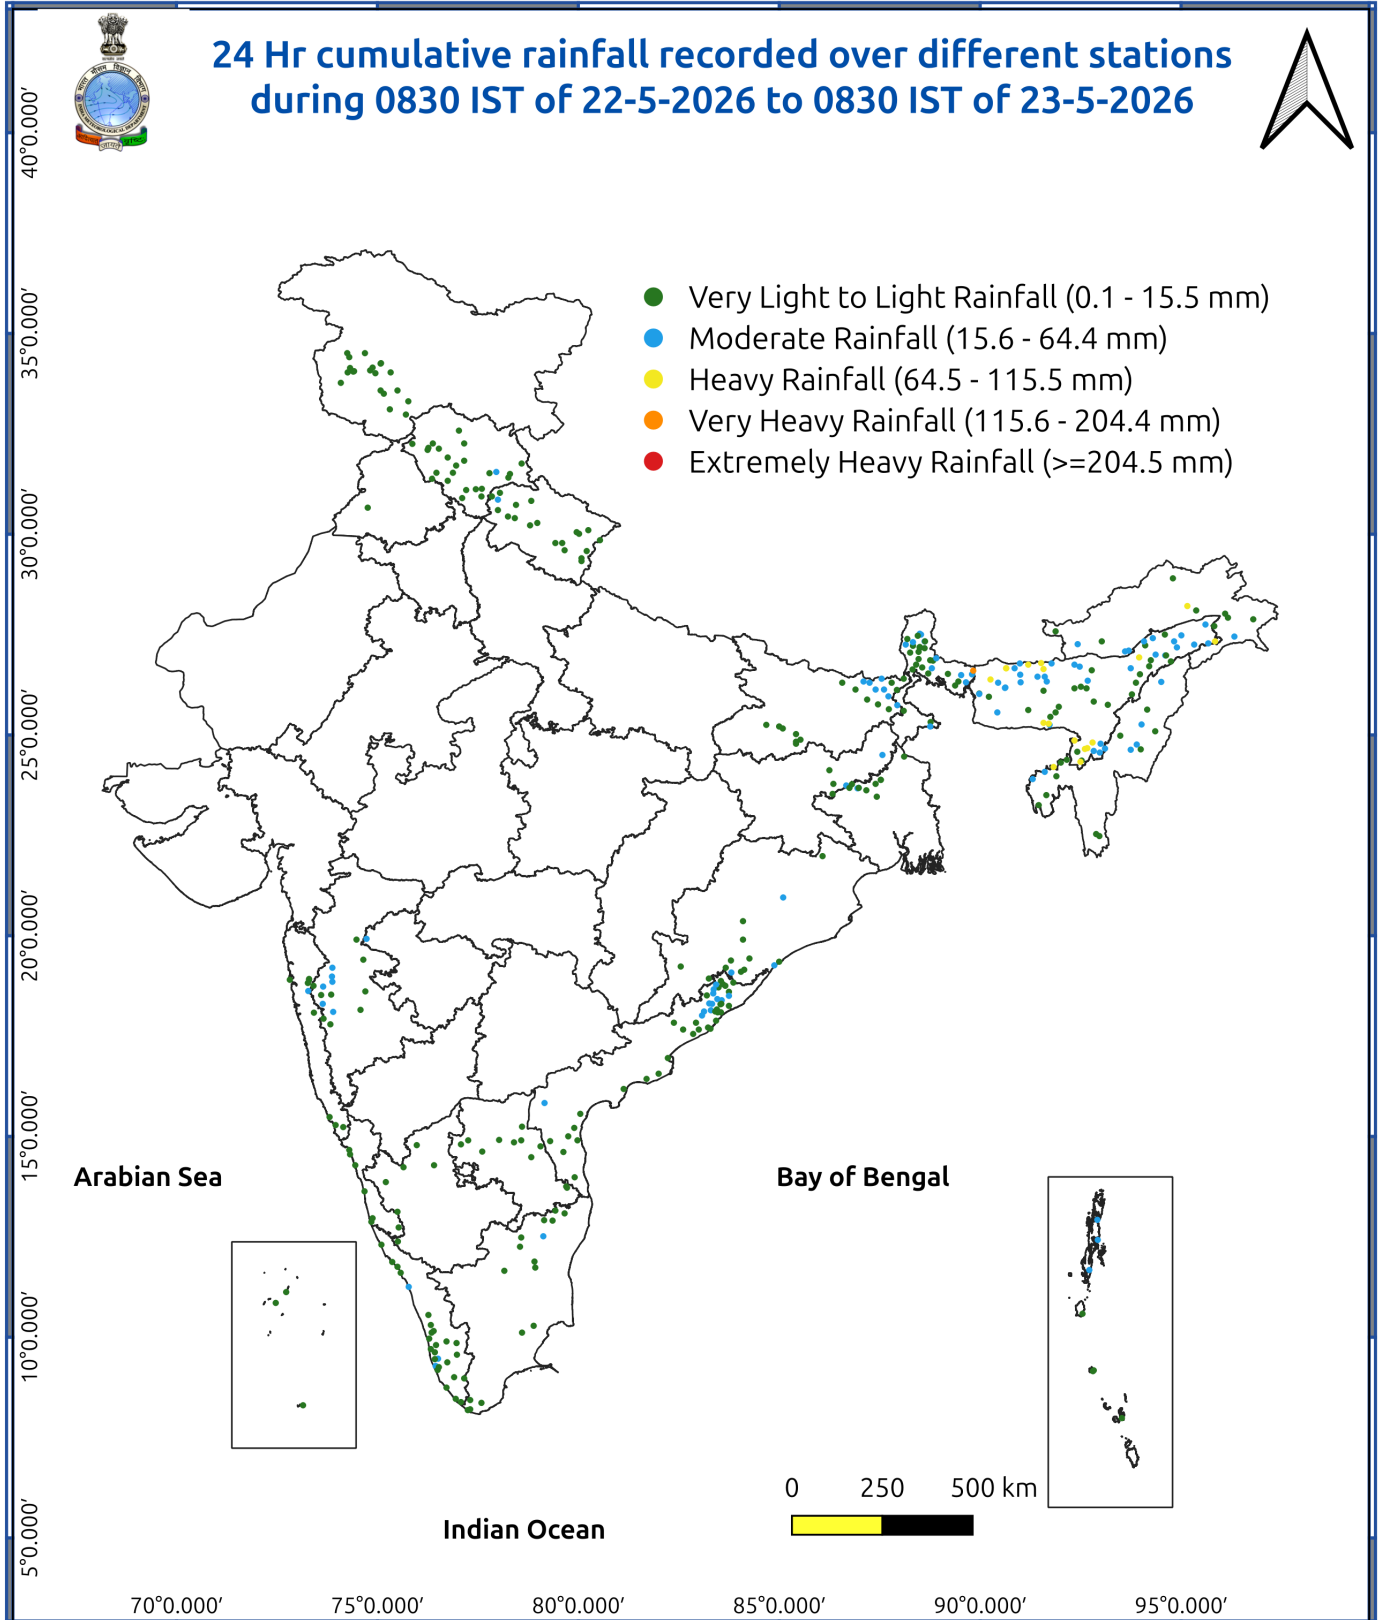 24 Hr cumulative rainfall recorded over different stations
during 0830 IST of 22-5-2026 to 0830 IST of 23-5-2026
Very Light to Light Rainfall (0.1 - 15.5 mm)
Moderate Rainfall (15.6 - 64.4 mm)
Heavy Rainfall (64.5 - 115.5 mm)
Very Heavy Rainfall (115.6 - 204.4 mm)
Extremely Heavy Rainfall (>=204.5 mm)
40°0.000′
35°0.000′
30°0.000′
25°0.000′
20°0.000′
15°0.000′
10°0.000′
5°0.000′
Arabian Sea
Bay of Bengal
0 250 500 km
Indian Ocean
70°0.000′ 75°0.000′ 80°0.000′ 85°0.000′ 90°0.000′ 95°0.000′